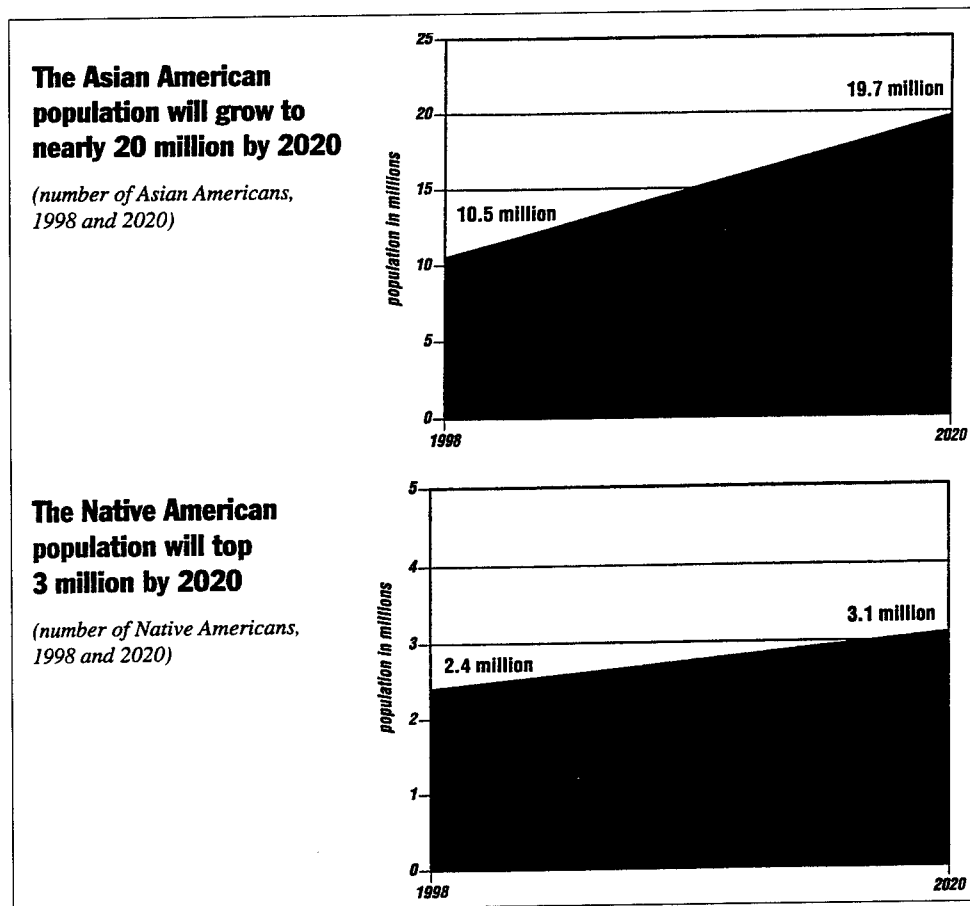 The Asian American
population will grow to
nearly 20 million by 2020
(number of Asian Americans,
1998 and 2020)
population in millions
25
20
15
10
5
0
10.5 million
19.7 million
1998
2020
The Native American
population will top
3 million by 2020
(number of Native Americans,
1998 and 2020)
population in millions
5
4
3
2
1
0
2.4 million
3.1 million
1998
2020